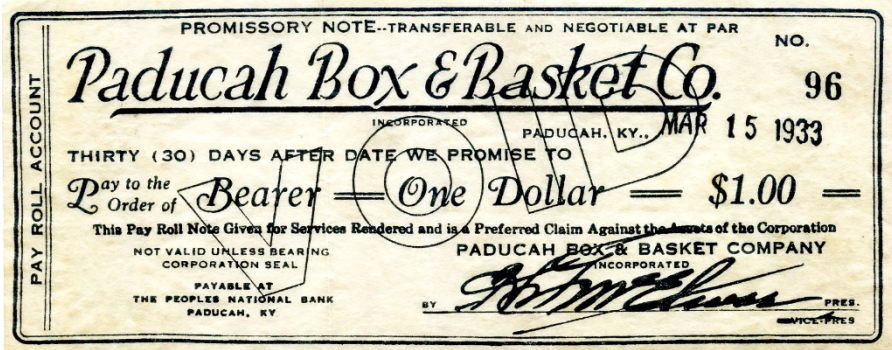 PROMISSORY NOTE--TRANSFERABLE AND NEGOTIABLE AT PAR
NO.
Paducah Box & Basket Co.
96
INCORPORATED
PADUCAH, KY., MAR 15 1933
THIRTY (30) DAYS AFTER DATE WE PROMISE TO
Pay to the Order of Bearer == One Dollar == $1.00 ==
This Pay Roll Note Given for Services Rendered and is a Preferred Claim Against the Assets of the Corporation
NOT VALID UNLESS BEARING
CORPORATION SEAL
PADUCAH BOX & BASKET COMPANY
INCORPORATED
PAYABLE AT
THE PEOPLES NATIONAL BANK
PADUCAH, KY
BY
PRES.
VICE-PRES
PAY ROLL ACCOUNT
VOID